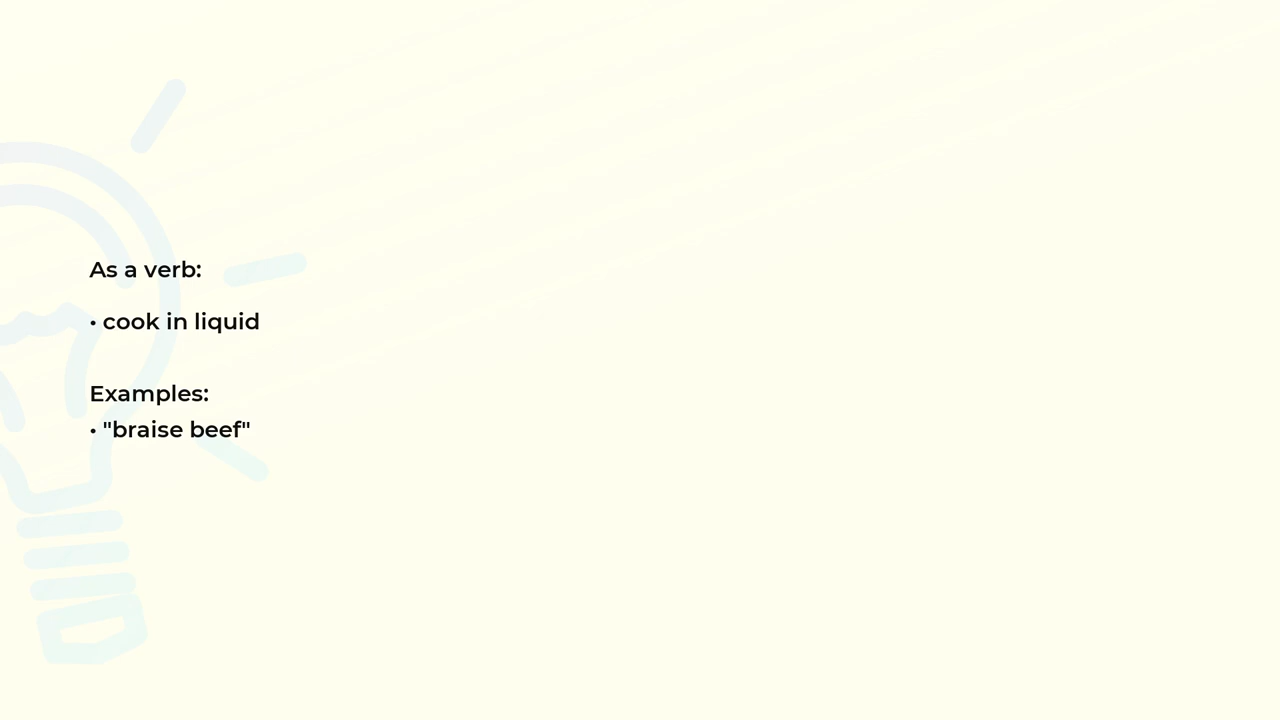 As a verb:
• cook in liquid
Examples:
• "braise beef"